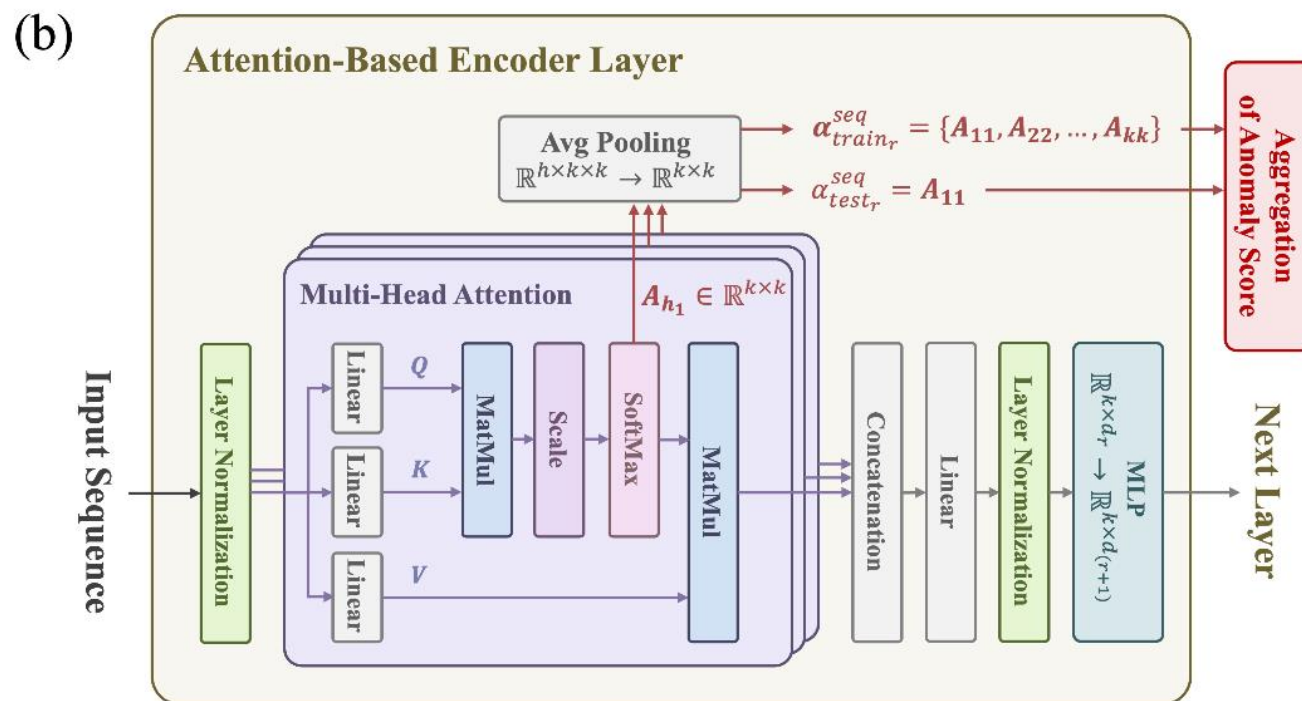 (b)
Attention-Based Encoder Layer
Avg Pooling
ℝ^{h×k×k} → ℝ^{k×k}
α^{seq}_{train_r} = {A_{11}, A_{22}, …, A_{kk}}
α^{seq}_{test_r} = A_{11}
Aggregation
of Anomaly Score
Multi-Head Attention
A_{h_1} ∈ ℝ^{k×k}
Input Sequence
Layer Normalization
Linear
Q
Linear
K
Linear
V
MatMul
Scale
SoftMax
MatMul
Concatenation
Linear
Layer Normalization
MLP
ℝ^{k×d_r} → ℝ^{k×d_{(r+1)}}
Next Layer